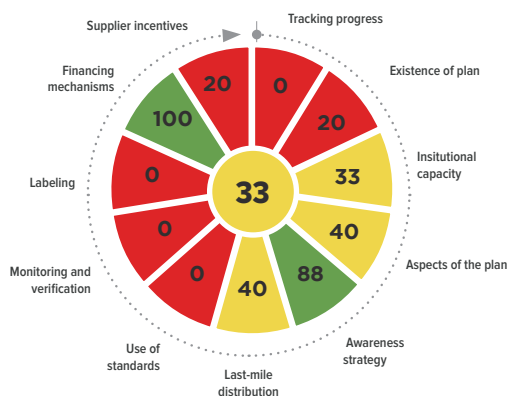 Supplier incentives
Tracking progress
Financing
mechanisms
Existence of plan
20
0
100
20
Insitutional
capacity
Labeling
0
33
33
0
40
Aspects of the plan
Monitoring and
verification
0
40
88
Use of
standards
Last-mile
distribution
Awareness
strategy